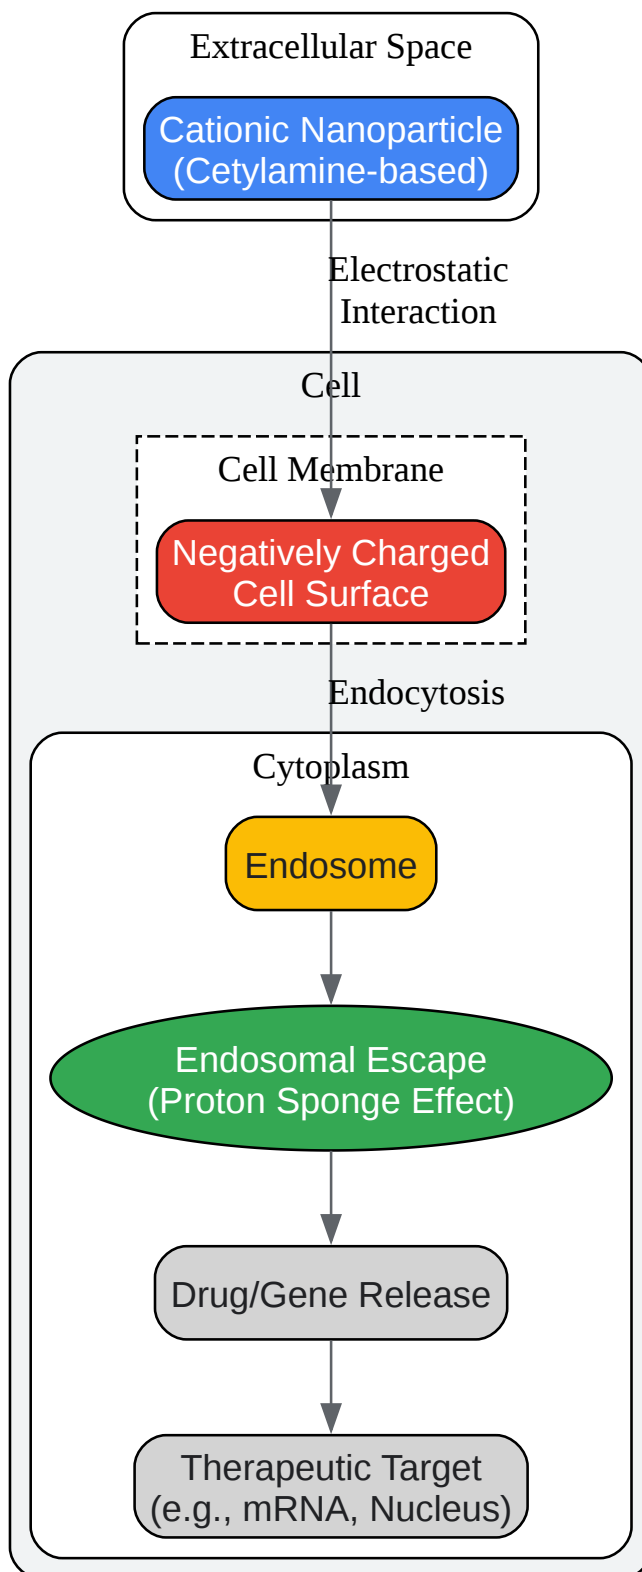 Extracellular Space
Cationic Nanoparticle
(Cetylamine-based)
Electrostatic
Interaction
Cell
Cell Membrane
Negatively Charged
Cell Surface
Endocytosis
Cytoplasm
Endosome
Endosomal Escape
(Proton Sponge Effect)
Drug/Gene Release
Therapeutic Target
(e.g., mRNA, Nucleus)